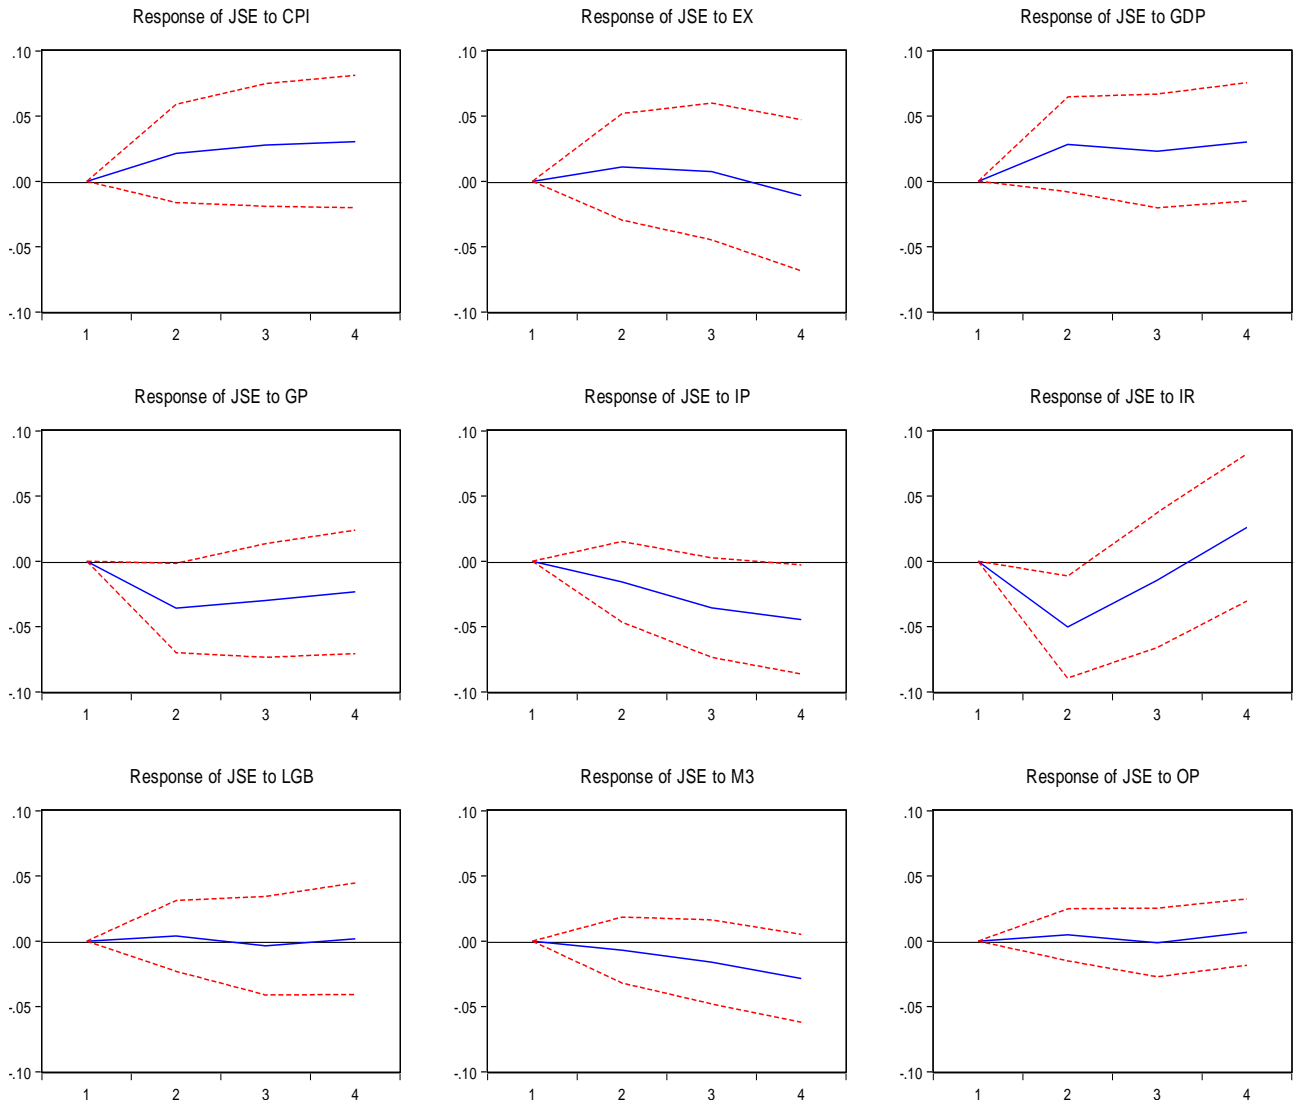 Response of JSE to CPI
.10
.05
.00
-.05
-.10
1 2 3 4
Response of JSE to EX
.10
.05
.00
-.05
-.10
1 2 3 4
Response of JSE to GDP
.10
.05
.00
-.05
-.10
1 2 3 4
Response of JSE to GP
.10
.05
.00
-.05
-.10
1 2 3 4
Response of JSE to IP
.10
.05
.00
-.05
-.10
1 2 3 4
Response of JSE to IR
.10
.05
.00
-.05
-.10
1 2 3 4
Response of JSE to LGB
.10
.05
.00
-.05
-.10
1 2 3 4
Response of JSE to M3
.10
.05
.00
-.05
-.10
1 2 3 4
Response of JSE to OP
.10
.05
.00
-.05
-.10
1 2 3 4